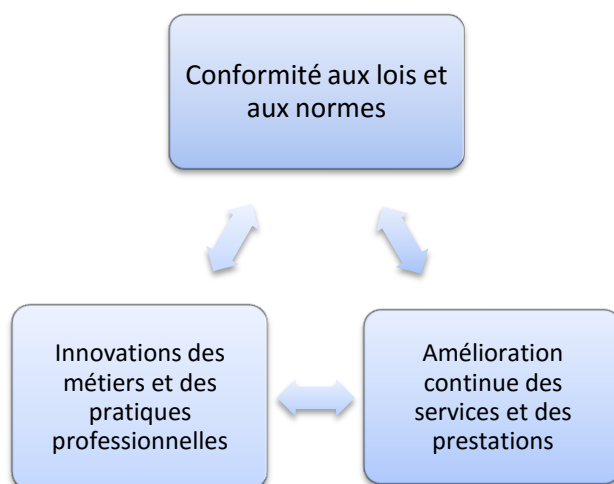 Conformité aux lois et
aux normes
Innovations des
métiers et des
pratiques
professionnelles
Amélioration
continue des
services et des
prestations